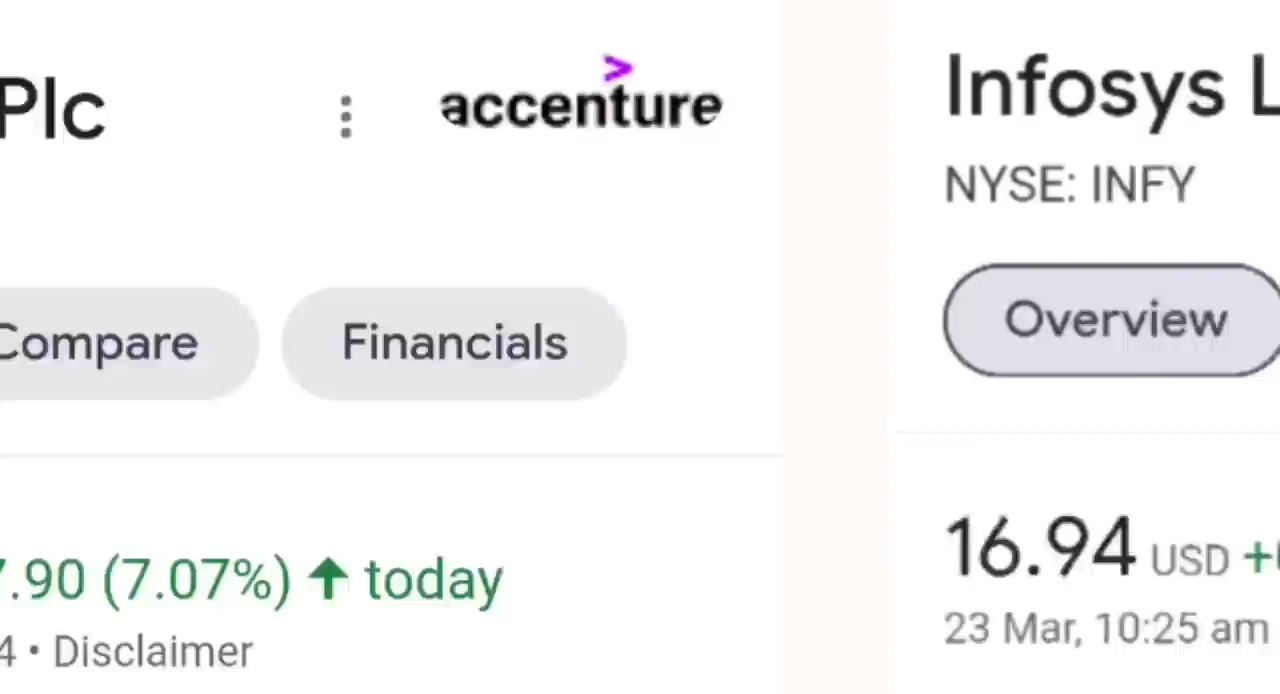 Plc
accenture
Compare
Financials
7.90 (7.07%) ↑ today
4 • Disclaimer
Infosys L
NYSE: INFY
Overview
16.94 USD +
23 Mar, 10:25 am